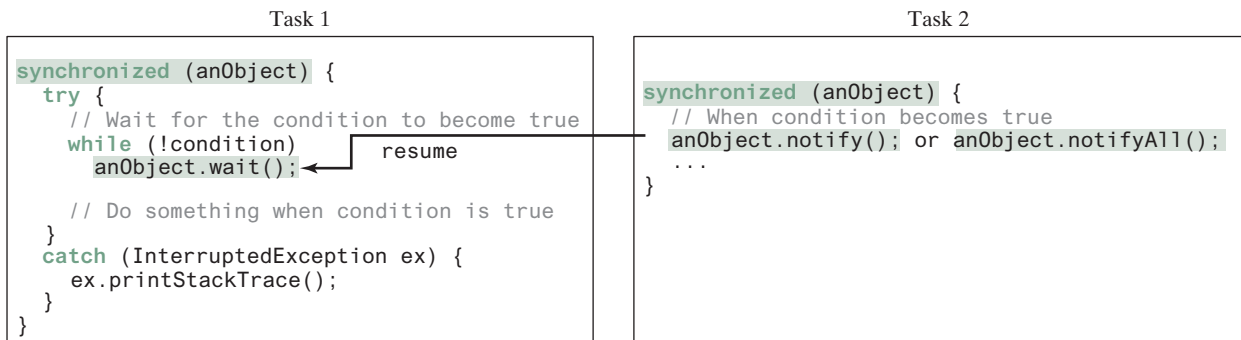 Task 1
synchronized (anObject) {
try {
// Wait for the condition to become true
while (!condition)
anObject.wait();
// Do something when condition is true
}
catch (InterruptedException ex) {
ex.printStackTrace();
}
}
resume
Task 2
synchronized (anObject) {
// When condition becomes true
anObject.notify(); or anObject.notifyAll();
...
}